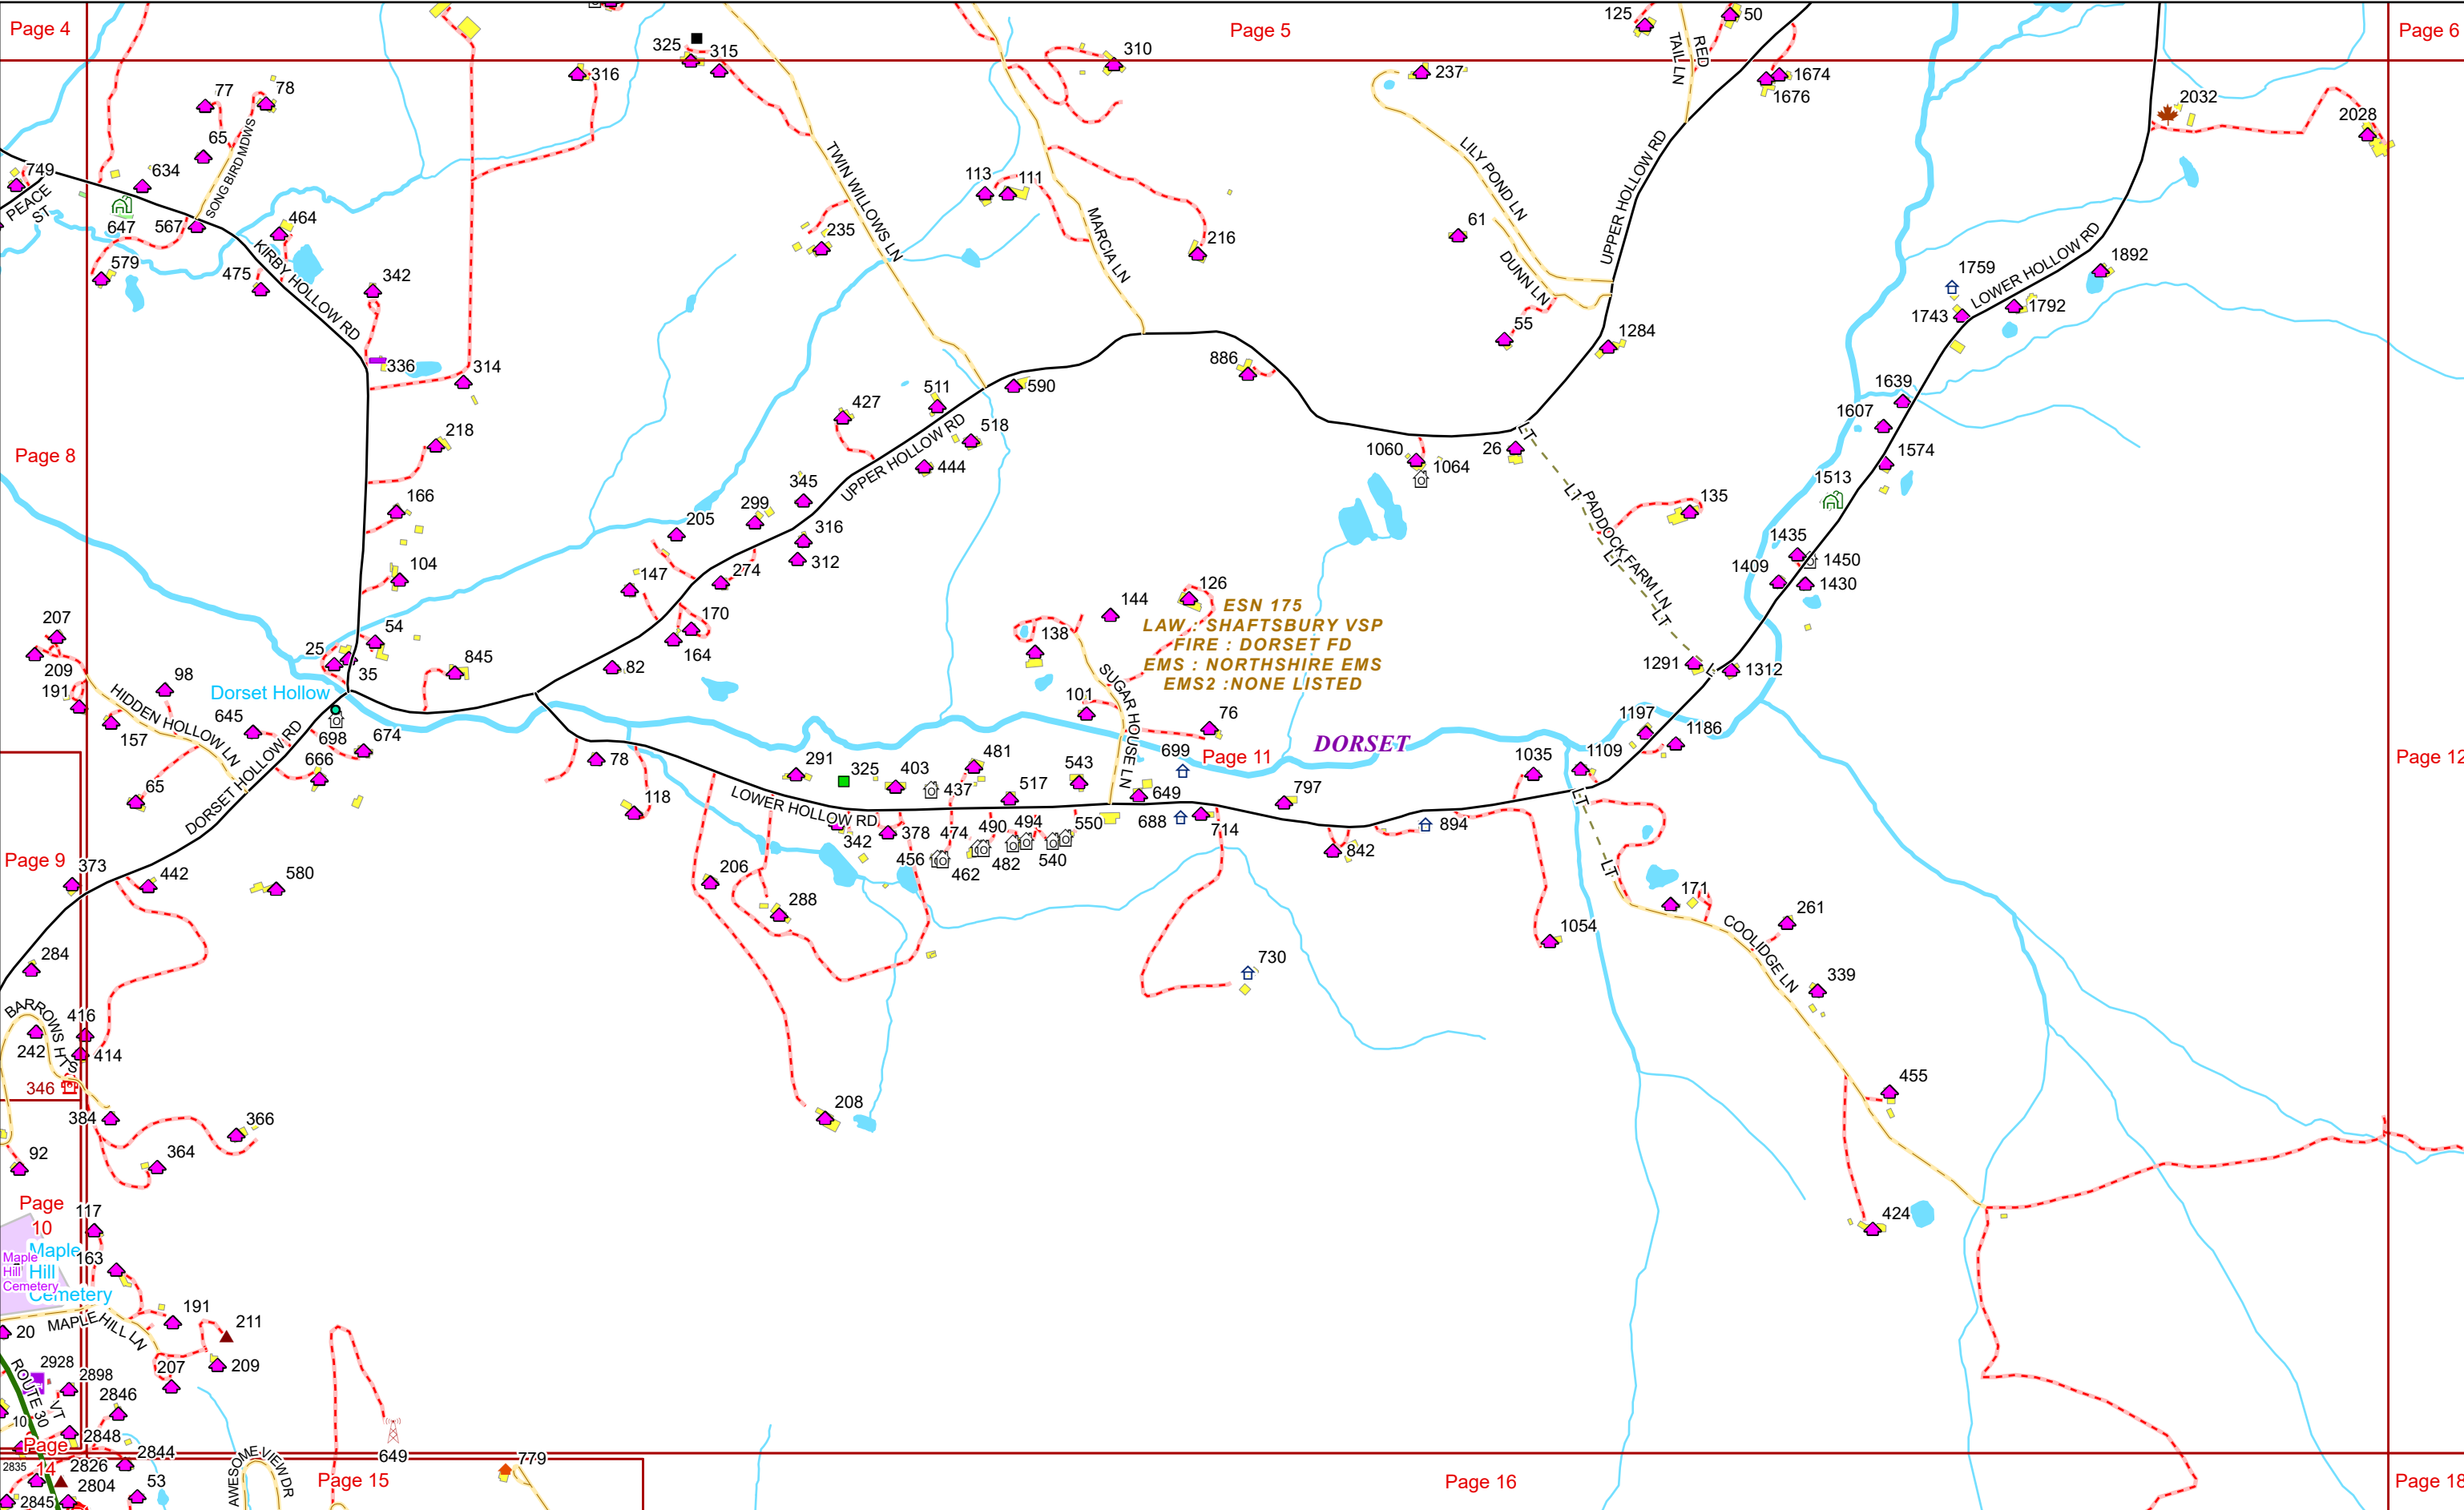 Page 4
Page 5
Page 6
125
50
325
315
316
310
237
RED
TAIL LN
1674
1676
2032
2028
77
78
65
634
749
PEACE
ST
SONG BIRD MDWS
647
567
464
579
475
KIRBY HOLLOW RD
342
336
314
TWIN WILLOWS LN
235
113
111
MARCIA LN
216
LILY POND LN
61
DUNN LN
55
UPPER HOLLOW RD
1284
1759
1743
LOWER HOLLOW RD
1892
1792
886
590
511
427
518
444
UPPER HOLLOW RD
1639
1607
1574
1513
Page 8
218
166
104
345
299
205
316
312
274
147
170
164
82
1060
1064
26
LT
LT
PADDOCK FARM LN
LT
LT
135
1435
1450
1409
1430
1291
1312
126
144
138
ESN 175
LAW : SHAFTSBURY VSP
FIRE : DORSET FD
EMS : NORTHSHIRE EMS
EMS2 :NONE LISTED
SUGAR HOUSE LN
101
76
207
209
191
98
HIDDEN HOLLOW LN
157
65
25
54
35
845
Dorset Hollow
645
698
674
666
DORSET HOLLOW RD
78
118
291
325
403
437
481
517
543
649
699
Page 11
DORSET
797
1035
1109
1197
1186
Page 12
LOWER HOLLOW RD
342
378
474
490
494
550
456
462
482
540
688
714
842
894
LT
LT
Page 9
373
442
580
206
288
1054
171
261
COOLIDGE LN
339
730
284
BARROWS HTS
242
416
414
346
384
366
364
92
208
455
424
Page
10
117
163
Maple
Hill
Cemetery
Maple
Hill
Cemetery
MAPLE HILL LN
20
191
211
209
207
2928
2898
2846
VT
ROUTE 30
10
2848
2844
Page
14
2835
2826
2804
2845
53
AWESOME VIEW DR
Page 15
649
779
Page 16
Page 18